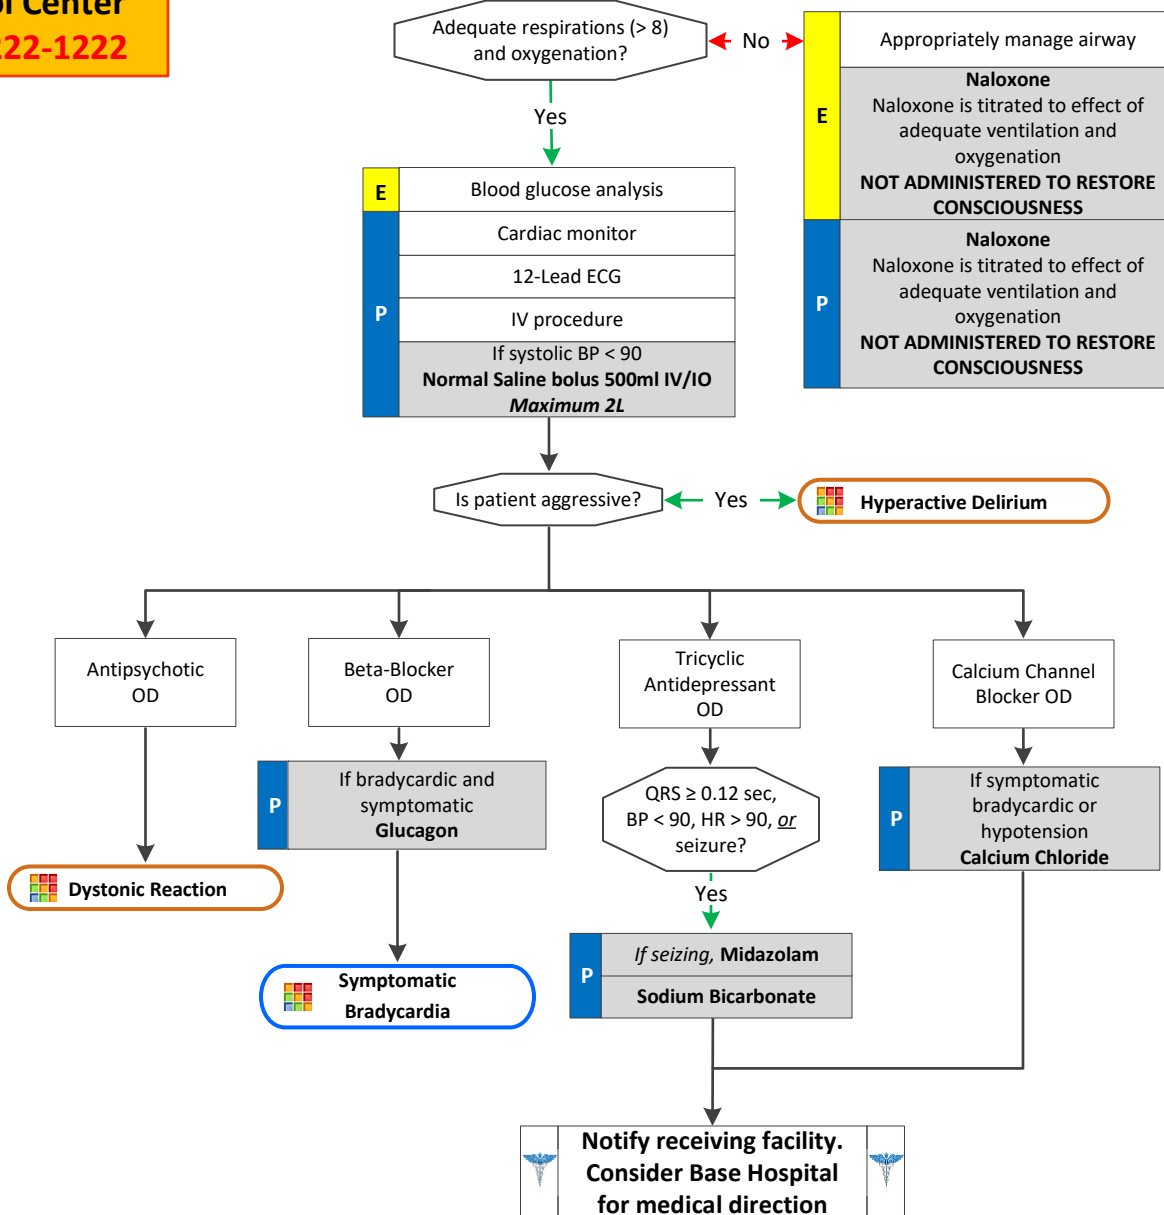 Center
222-1222
Adequate respirations (> 8)
and oxygenation?
No
Appropriately manage airway
E
Naloxone
Naloxone is titrated to effect of
adequate ventilation and
oxygenation
NOT ADMINISTERED TO RESTORE
CONSCIOUSNESS
P
Naloxone
Naloxone is titrated to effect of
adequate ventilation and
oxygenation
NOT ADMINISTERED TO RESTORE
CONSCIOUSNESS
Yes
E
Blood glucose analysis
P
Cardiac monitor
12-Lead ECG
IV procedure
If systolic BP < 90
Normal Saline bolus 500ml IV/IO
Maximum 2L
Is patient aggressive?
Yes
Hyperactive Delirium
Antipsychotic
OD
Beta-Blocker
OD
Tricyclic
Antidepressant
OD
Calcium Channel
Blocker OD
P
If bradycardic and
symptomatic
Glucagon
QRS ≥ 0.12 sec,
BP < 90, HR > 90, or
seizure?
P
If symptomatic
bradycardic or
hypotension
Calcium Chloride
Dystonic Reaction
Yes
Symptomatic
Bradycardia
P
If seizing, Midazolam
Sodium Bicarbonate
Notify receiving facility.
Consider Base Hospital
for medical direction